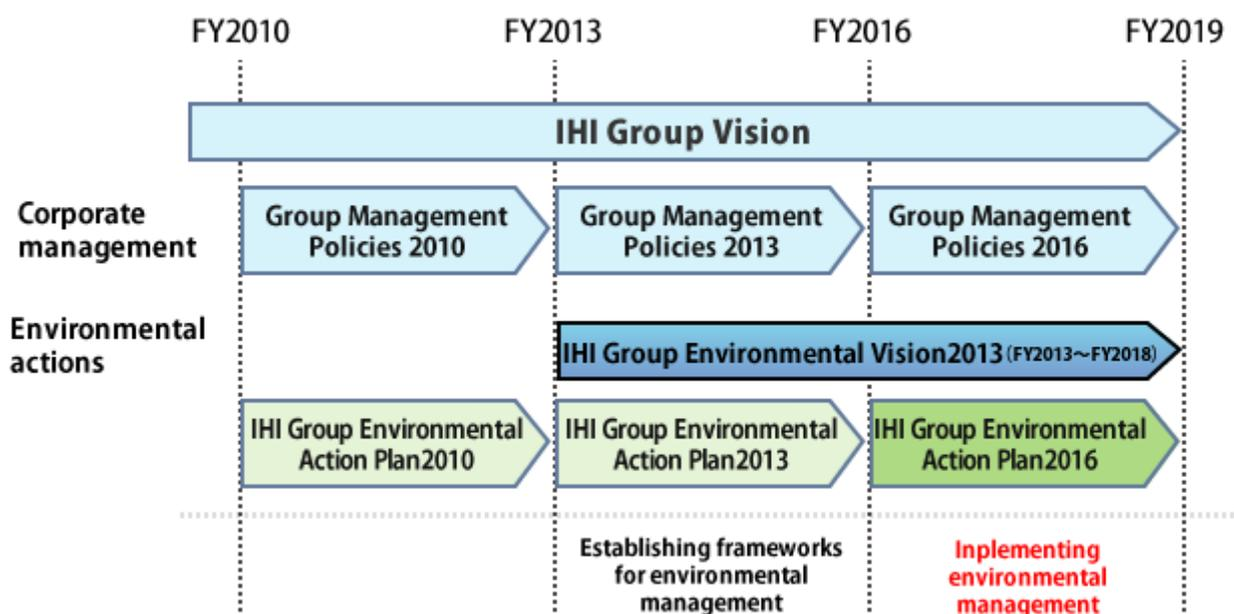 FY2010 FY2013 FY2016 FY2019
IHI Group Vision
Corporate
management
Group Management
Policies 2010
Group Management
Policies 2013
Group Management
Policies 2016
Environmental
actions
IHI Group Environmental Vision2013(FY2013～FY2018)
IHI Group Environmental
Action Plan2010
IHI Group Environmental
Action Plan2013
IHI Group Environmental
Action Plan2016
Establishing frameworks
for environmental
management
Inplementing
environmental
management